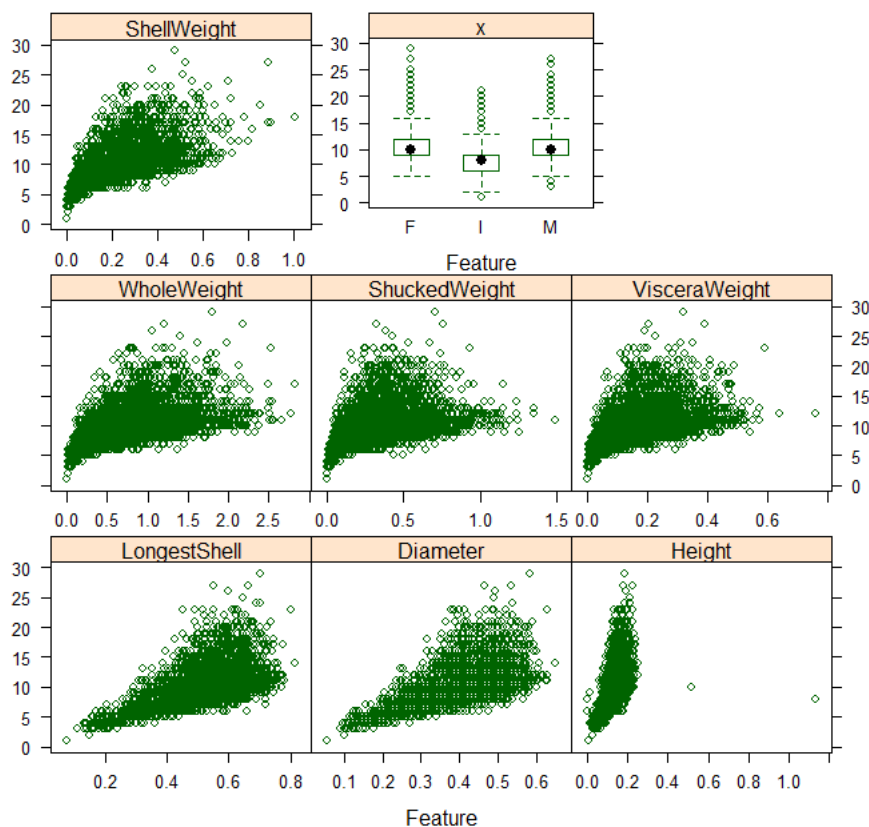 ShellWeight
x
30
25
20
15
10
5
0
30
25
20
15
10
5
0
0.0 0.2 0.4 0.6 0.8 1.0
F I M
Feature
WholeWeight ShuckedWeight VisceraWeight
30
25
20
15
10
5
0
0.0 0.5 1.0 1.5 2.0 2.5
0.0 0.5 1.0 1.5
0.0 0.2 0.4 0.6
LongestShell Diameter Height
30
25
20
15
10
5
0
0.2 0.4 0.6 0.8
0.1 0.2 0.3 0.4 0.5 0.6
0.0 0.2 0.4 0.6 0.8 1.0
Feature